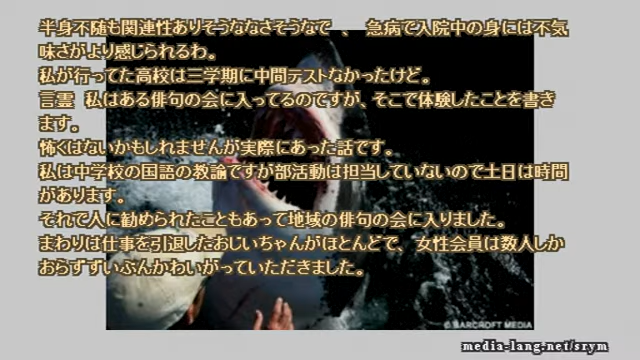 半身不随も関連性ありそうななさそうなで 、 急病で入院中の身には不気
味さがより感じられるわ。
私が行ってた高校は三学期に中間テストなかったけど。
言霊 私はある俳句の会に入ってるのですが、そこで体験したことを書き
ます。
怖くはないかもしれませんが実際にあった話です。
私は中学校の国語の教諭ですが部活動は担当していないので土日は時間
があります。
それで人に勧められたこともあって地域の俳句の会に入りました。
まわりは仕事を引退したおじいちゃんがほとんどで、女性会員は数人しか
おらずずいぶんかわいがっていただきました。
© BARCROFT MEDIA
media-lang.net/srym